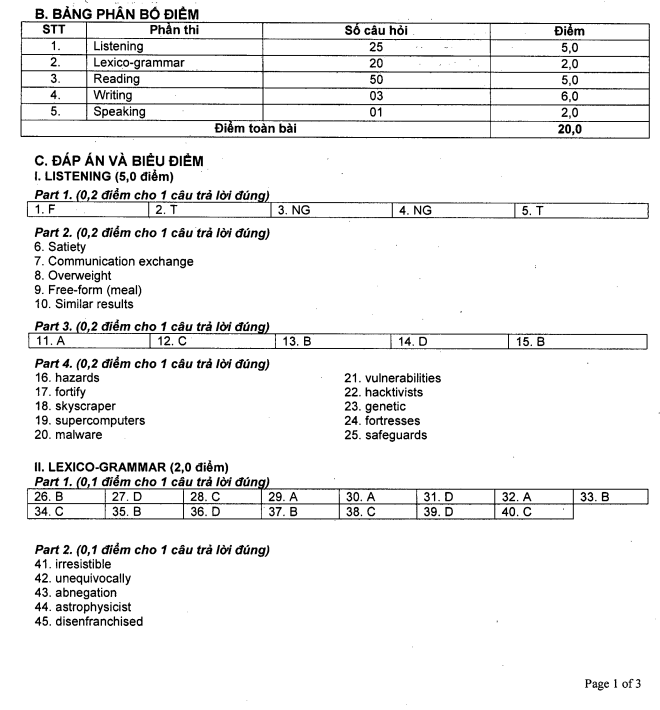 B. BẢNG PHÂN BỐ ĐIỂM
STT Phần thi Số câu hỏi Điểm
1. Listening 25 5,0
2. Lexico-grammar 20 2,0
3. Reading 50 5,0
4. Writing 03 6,0
5. Speaking 01 2,0
Điểm toàn bài 20,0
C. ĐÁP ÁN VÀ BIỂU ĐIỂM
I. LISTENING (5,0 điểm)
Part 1. (0,2 điểm cho 1 câu trả lời đúng)
1. F 2. T 3. NG 4. NG 5. T
Part 2. (0,2 điểm cho 1 câu trả lời đúng)
6. Satiety
7. Communication exchange
8. Overweight
9. Free-form (meal)
10. Similar results
Part 3. (0,2 điểm cho 1 câu trả lời đúng)
11. A 12. C 13. B 14. D 15. B
Part 4. (0,2 điểm cho 1 câu trả lời đúng)
16. hazards 21. vulnerabilities
17. fortify 22. hacktivists
18. skyscraper 23. genetic
19. supercomputers 24. fortresses
20. malware 25. safeguards
II. LEXICO-GRAMMAR (2,0 điểm)
Part 1. (0,1 điểm cho 1 câu trả lời đúng)
26. B 27. D 28. C 29. A 30. A 31. D 32. A 33. B
34. C 35. B 36. D 37. B 38. C 39. D 40. C
Part 2. (0,1 điểm cho 1 câu trả lời đúng)
41. irresistible
42. unequivocally
43. abnegation
44. astrophysicist
45. disenfranchised
Page 1 of 3